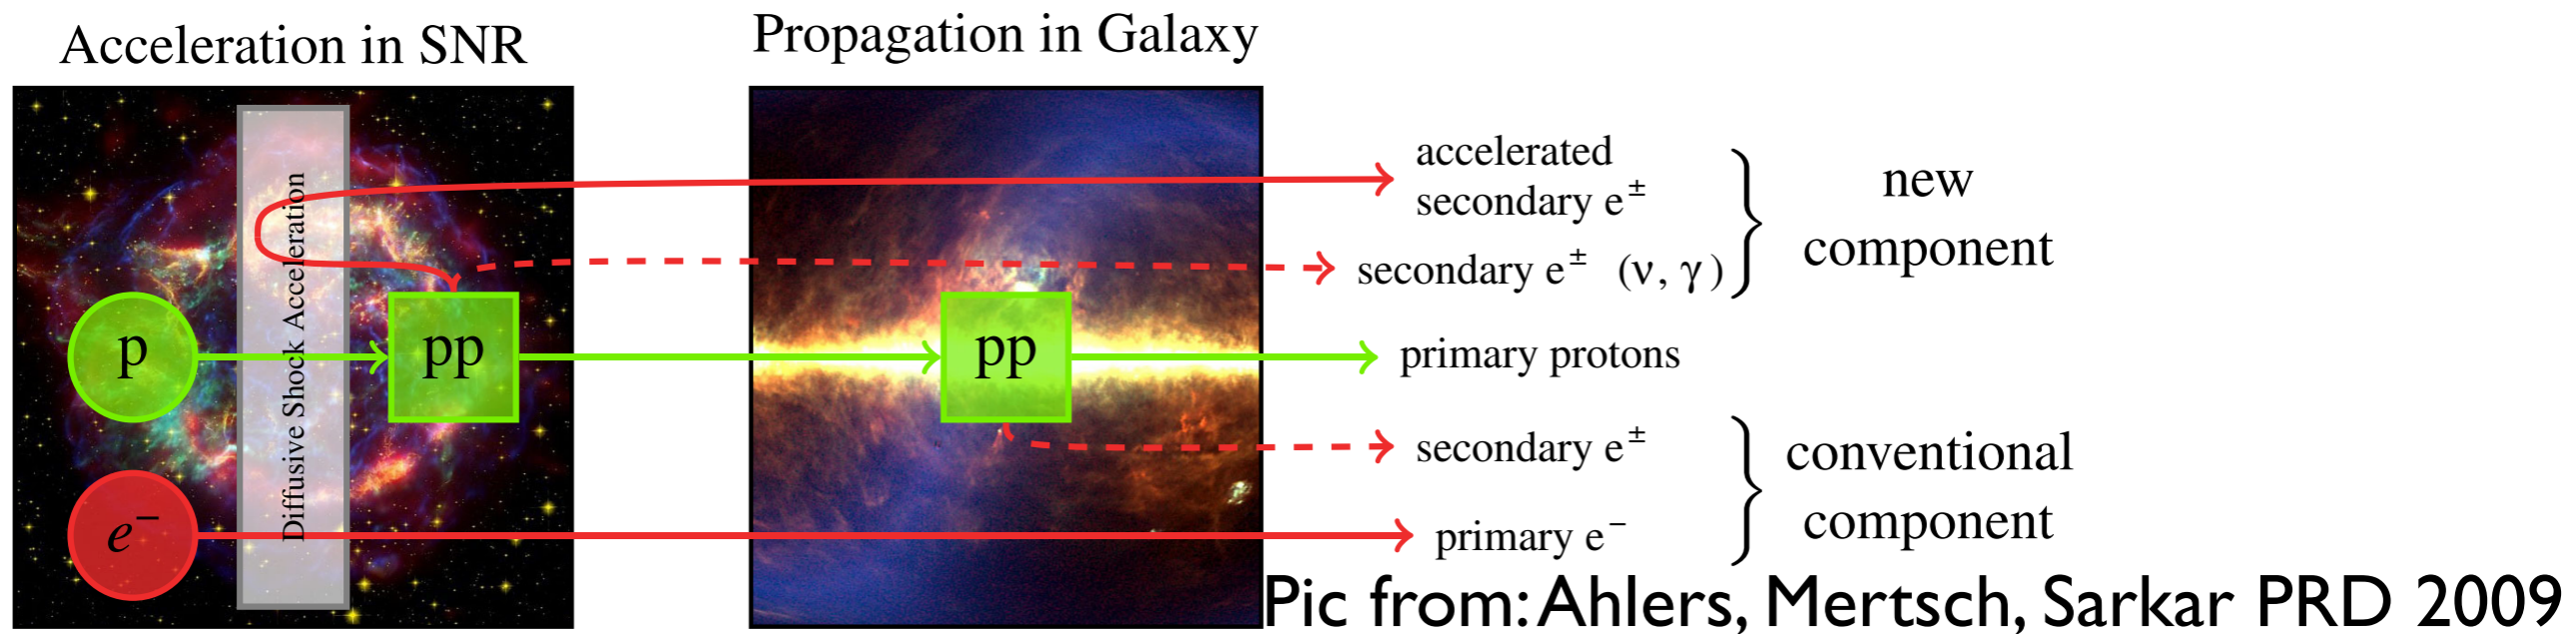 Acceleration in SNR
Propagation in Galaxy
Diffusive Shock Acceleration
p
pp
e⁻
pp
accelerated
secondary e±
secondary e± (ν, γ)
new
component
primary protons
secondary e±
primary e⁻
conventional
component
Pic from: Ahlers, Mertsch, Sarkar PRD 2009